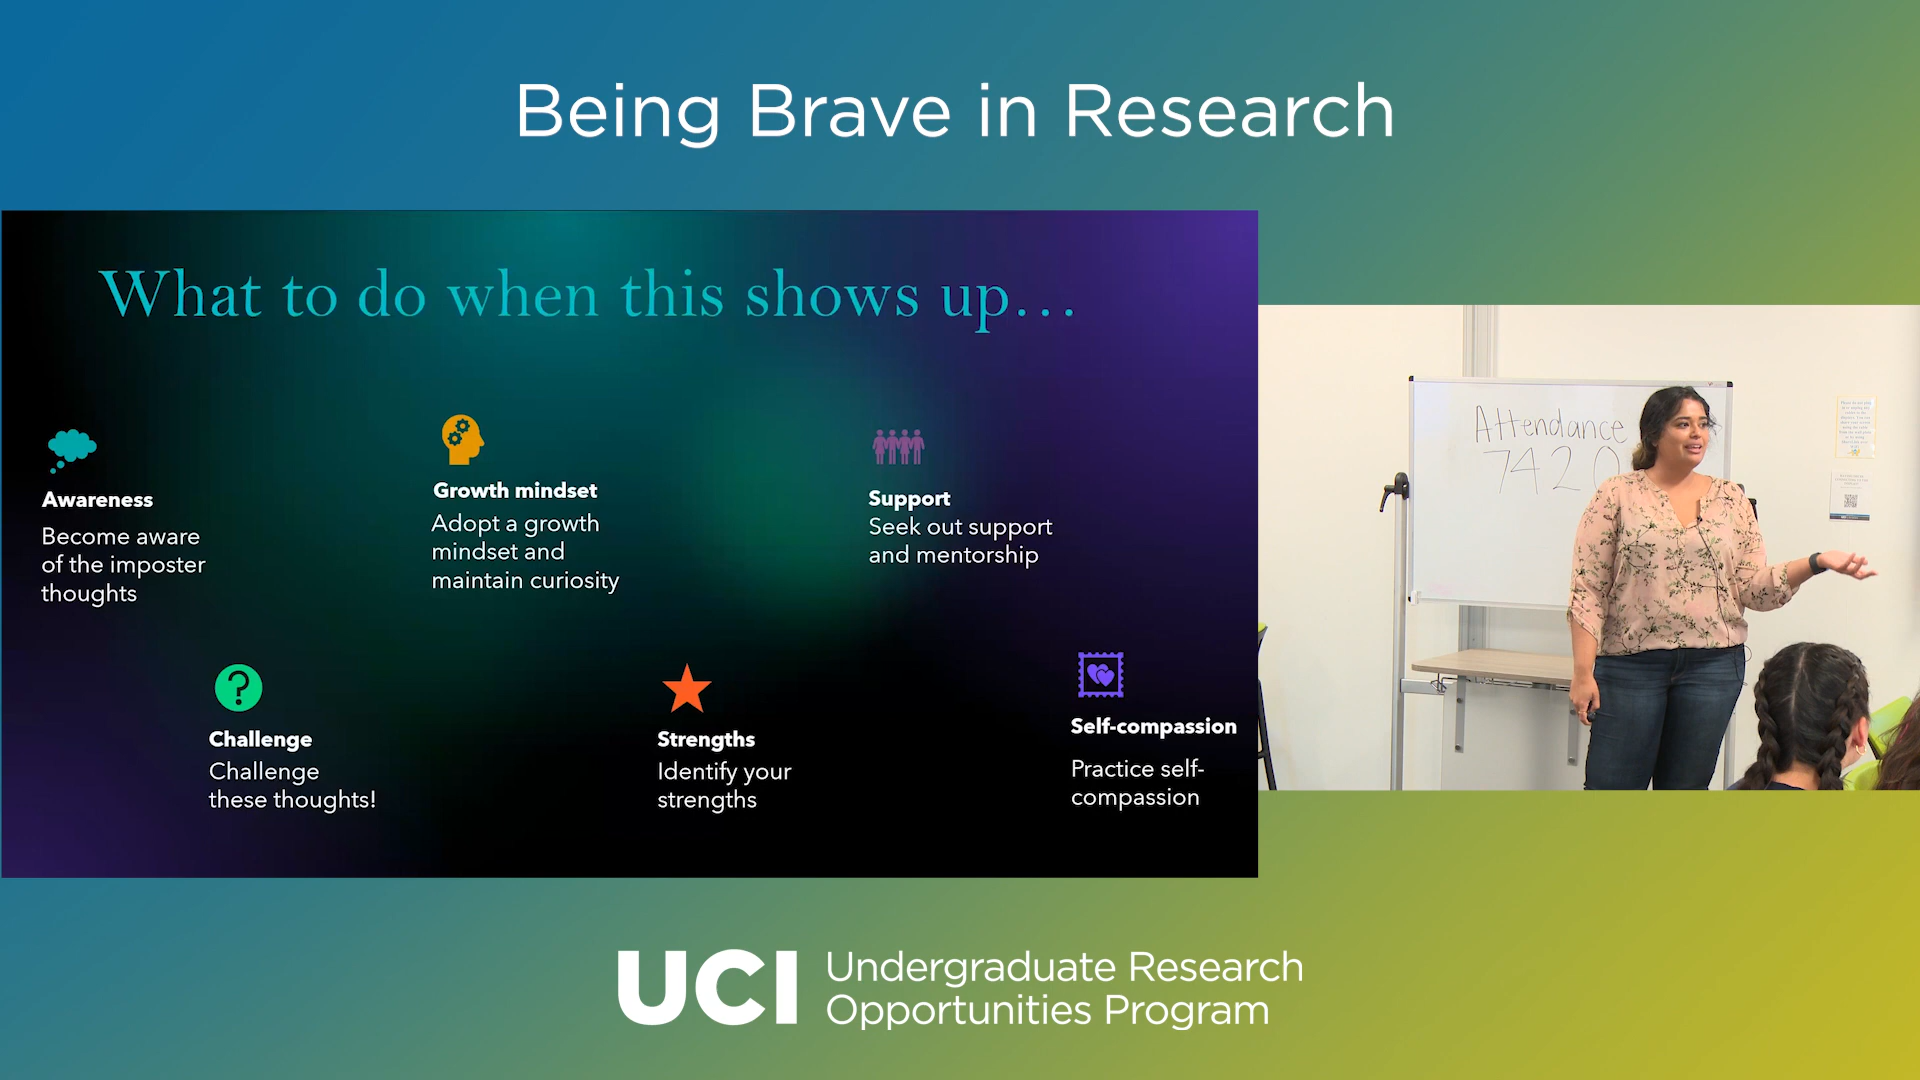 Being Brave in Research
What to do when this shows up...
Awareness
Become aware
of the imposter
thoughts
Growth mindset
Adopt a growth
mindset and
maintain curiosity
Support
Seek out support
and mentorship
Challenge
Challenge
these thoughts!
Strengths
Identify your
strengths
Self-compassion
Practice self-
compassion
Attendance
7420
UCI
Undergraduate Research
Opportunities Program